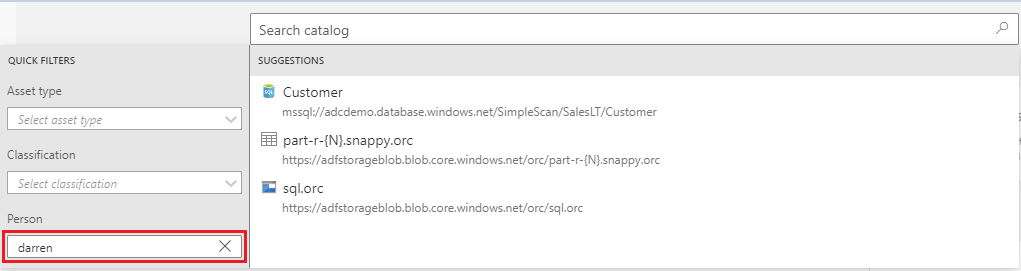 Search catalog
QUICK FILTERS
Asset type
Select asset type
Classification
Select classification
Person
darren
SUGGESTIONS
Customer
mssql://adcdemo.database.windows.net/SimpleScan/SalesLT/Customer
part-r-{N}.snappy.orc
https://adfstorageblob.blob.core.windows.net/orc/part-r-{N}.snappy.orc
sql.orc
https://adfstorageblob.blob.core.windows.net/orc/sql.orc